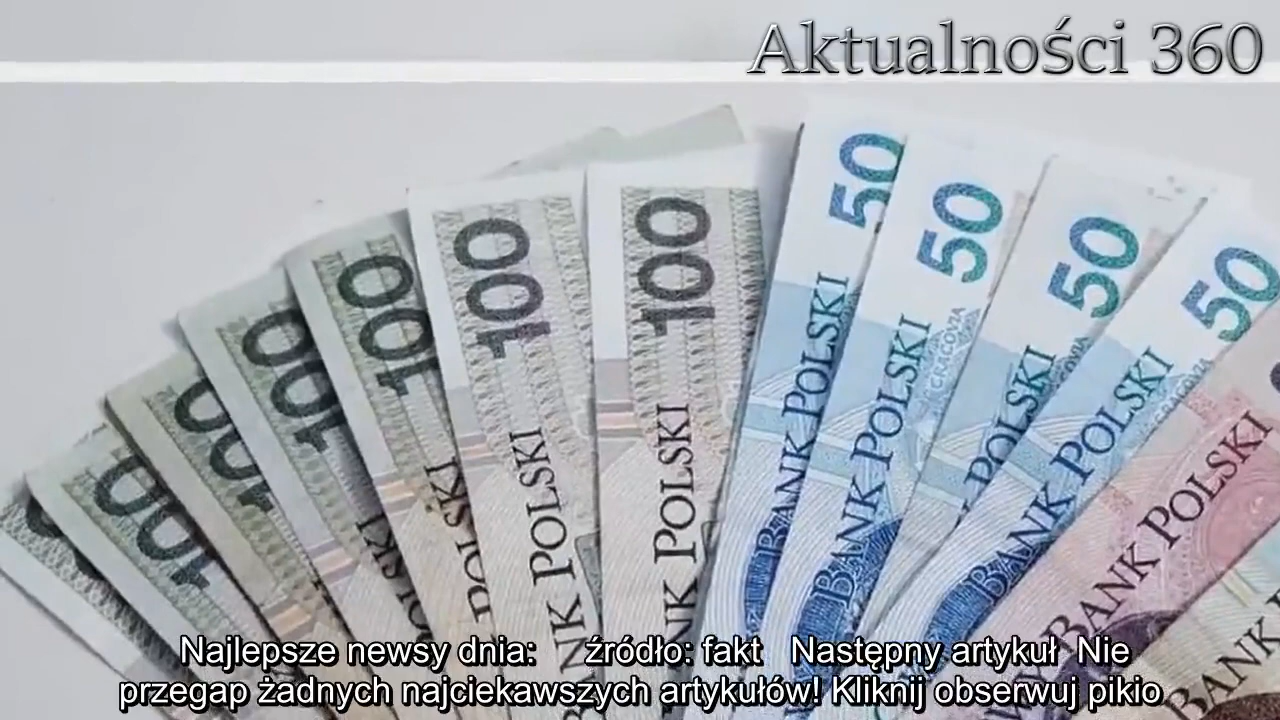 Aktualności 360
50
50
50
50
100
100
100
100
100
100
BANK POLSKI
BANK POLSKI
POLSKI
BANK POLSKI
BANK POLSKI
BANK POLSKI
POLSKI
POLSKI
BANK
Najlepsze newsy dnia: źródło: fakt Następny artykuł Nie
przegap żadnych najciekawszych artykułów! Kliknij obserwuj pikio